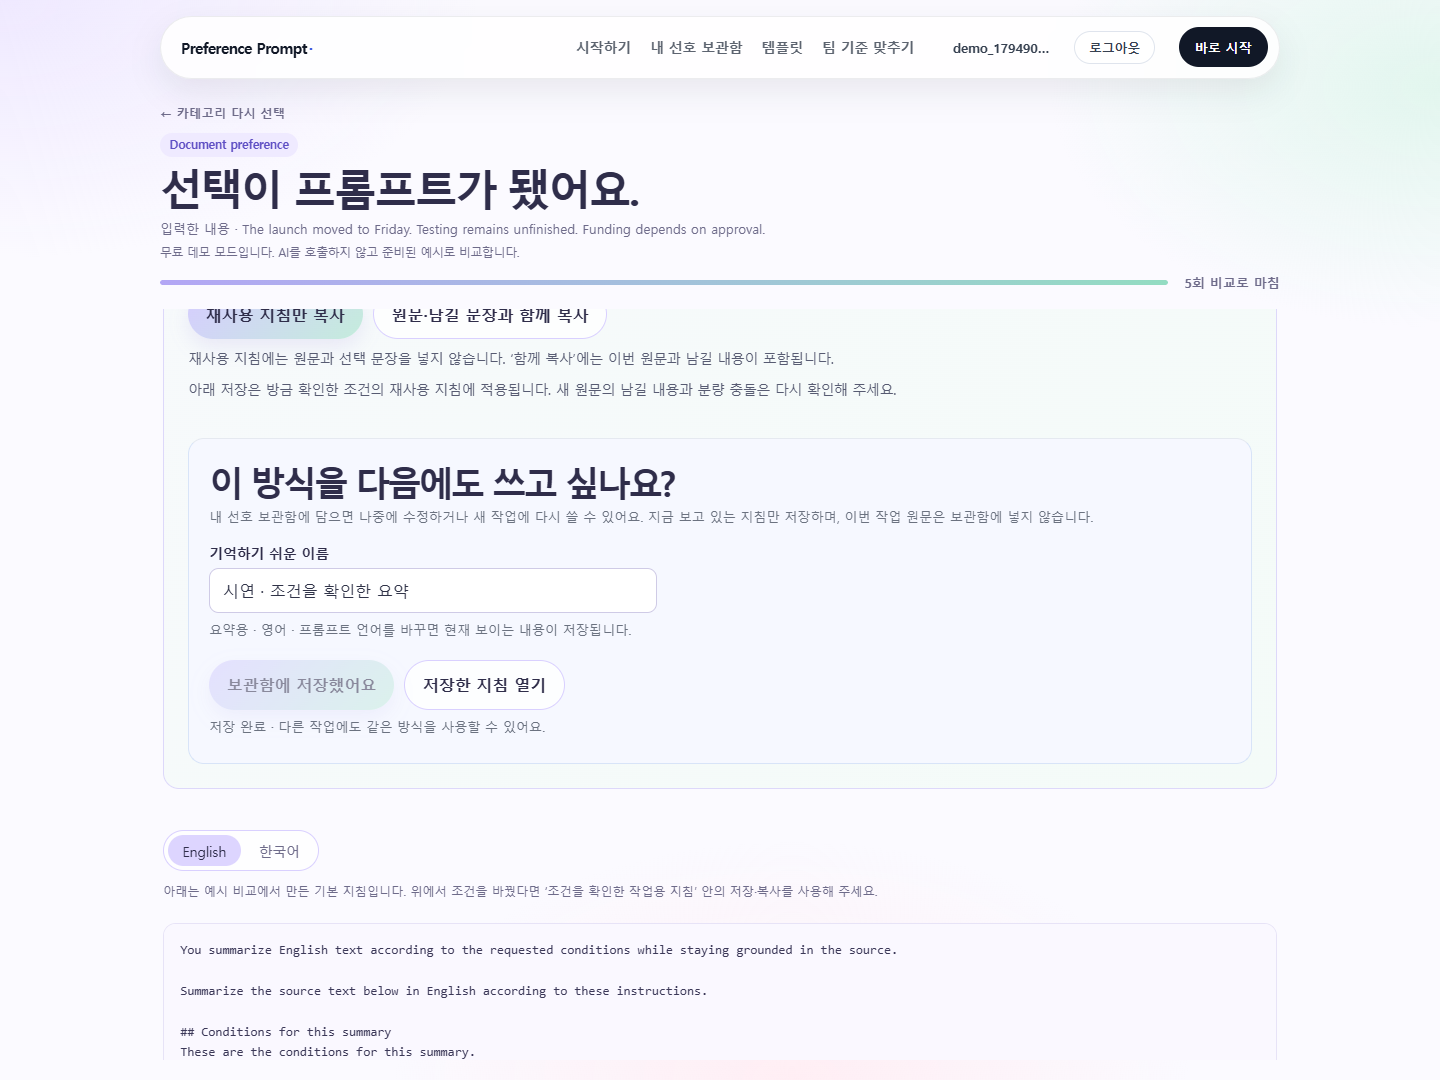 Preference Prompt·
시작하기
내 선호 보관함
템플릿
팀 기준 맞추기
demo_179490...
로그아웃
바로 시작
← 카테고리 다시 선택
Document preference
선택이 프롬프트가 됐어요.
입력한 내용 · The launch moved to Friday. Testing remains unfinished. Funding depends on approval.
무료 데모 모드입니다. AI를 호출하지 않고 준비된 예시로 비교합니다.
5회 비교로 마침
재사용 지침만 복사
원문·남길 문장과 함께 복사
재사용 지침에는 원문과 선택 문장을 넣지 않습니다. ‘함께 복사’에는 이번 원문과 남길 내용이 포함됩니다.
아래 저장은 방금 확인한 조건의 재사용 지침에 적용됩니다. 새 원문의 남길 내용과 분량 충돌은 다시 확인해 주세요.
이 방식을 다음에도 쓰고 싶나요?
내 선호 보관함에 담으면 나중에 수정하거나 새 작업에 다시 쓸 수 있어요. 지금 보고 있는 지침만 저장하며, 이번 작업 원문은 보관함에 넣지 않습니다.
기억하기 쉬운 이름
시연 · 조건을 확인한 요약
요약용 · 영어 · 프롬프트 언어를 바꾸면 현재 보이는 내용이 저장됩니다.
보관함에 저장했어요
저장한 지침 열기
저장 완료 · 다른 작업에도 같은 방식을 사용할 수 있어요.
English
한국어
아래는 예시 비교에서 만든 기본 지침입니다. 위에서 조건을 바꿨다면 ‘조건을 확인한 작업용 지침’ 안의 저장·복사를 사용해 주세요.
You summarize English text according to the requested conditions while staying grounded in the source.
Summarize the source text below in English according to these instructions.
## Conditions for this summary
These are the conditions for this summary.